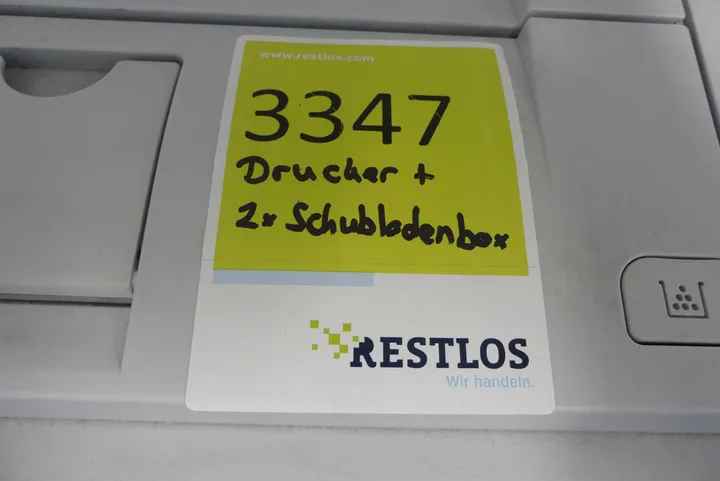 www.restlos.com
3347
Drucker +
2x Schubladenbox
RESTLOS
Wir handeln.